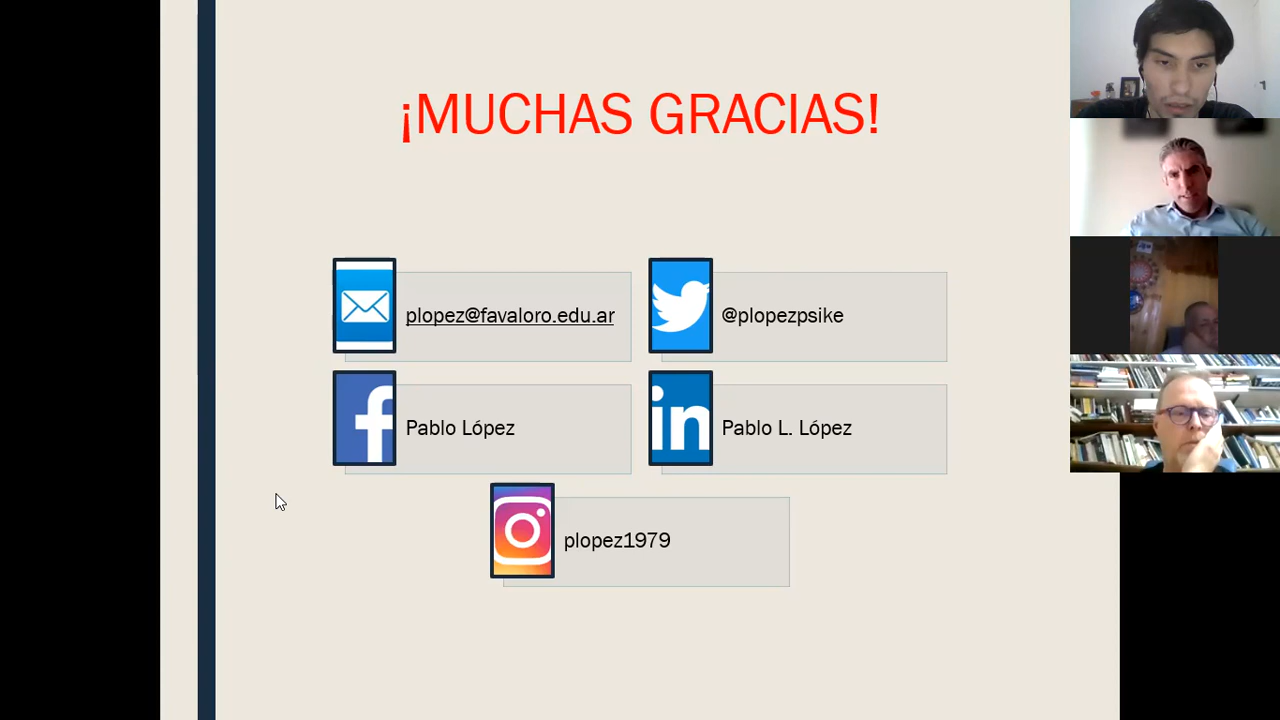 ¡MUCHAS GRACIAS!
plopez@favaloro.edu.ar
@plopezpsike
Pablo López
Pablo L. López
plopez1979